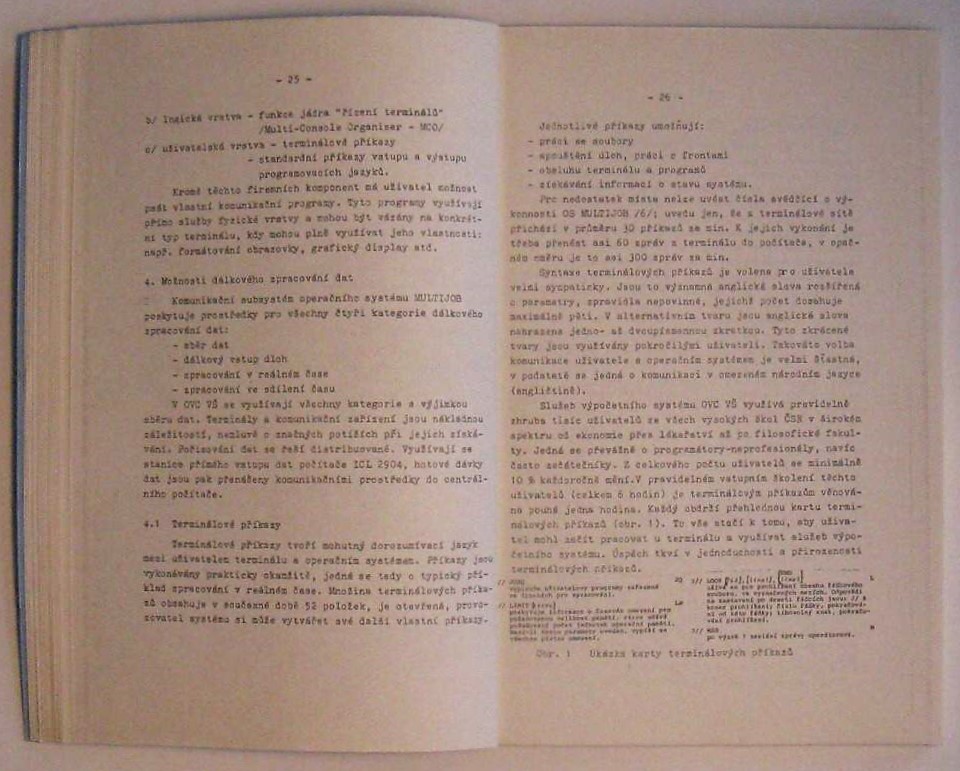 - 25 -
b/ logická vrstva - funkce jádra "Řízení terminálů"
/Multi-Console Organiser - MCO/
c/ uživatelská vrstva - terminálové příkazy
- standardní příkazy vstupu a výstupu
programovacích jazyků.
Kromě těchto firemních komponent má uživatel možnost
psát vlastní komunikační programy. Tyto programy využívají
přímo služby fyzické vrstvy a mohou být vázány na konkrét-
ní typ terminálu, kdy mohou plně využívat jeho vlastností:
např. formátování obrazovky, grafický display atd.
4. Možnosti dálkového zpracování dat
Komunikační subsystém operačního systému MULTIJOB
poskytuje prostředky pro všechny čtyři kategorie dálkového
zpracování dat:
- sběr dat
- dálkový vstup úloh
- zpracování v reálném čase
- zpracování ve sdílení času
V OVC VŠ se využívají všechny kategorie s výjimkou
sběru dat. Terminály a komunikační zařízení jsou nákladnou
záležitostí, nemluvě o značných potížích při jejich získá-
vání. Pořizování dat se řeší distribuovaně. Využívají se
stanice přímého vstupu dat počítače ICL 2904, hotové dávky
dat jsou pak přenášeny komunikačními prostředky do centrál-
ního počítače.
4.1 Terminálové příkazy
Terminálové příkazy tvoří mohutný dorozumívací jazyk
mezi uživatelem terminálu a operačním systémem. Příkazy jsou
vykonávány prakticky okamžitě, jedná se tedy o typický pří-
klad zpracování v reálném čase. Množina terminálových příka-
zů obsahuje v současné době 52 položek, je otevřená, provo-
zovatel systému si může vytvářet své další vlastní příkazy.
- 26 -
Jednotlivé příkazy umožňují:
- práci se soubory
- spouštění úloh, práci s frontami
- obsluhu terminálu a programů
- získávání informací o stavu systému.
Pro nedostatek místa nelze uvést čísla svědčící o vý-
konnosti OS MULTIJOB /6/; uvedu jen, že z terminálové sítě
přichází v průměru 30 příkazů za min. K jejich vykonání je
třeba přenést asi 60 zpráv z terminálu do počítače, v opač-
ném směru je to asi 300 zpráv za min.
Syntaxe terminálových příkazů je volena pro uživatele
velmi sympaticky. Jsou to významná anglická slova rozšířená
o parametry, zpravidla nepovinné, jejichž počet dosahuje
maximálně pěti. V alternativním tvaru jsou anglická slova
nahrazena jedno- až dvoupísmennou zkratkou. Tyto zkrácené
tvary jsou využívány pokročilými uživateli. Takováto volba
komunikace uživatele s operačním systémem je velmi šťastná,
v podstatě se jedná o komunikaci v omezeném národním jazyce
(angličtině).
Služeb výpočetního systému OVC VŠ využívá pravidelně
zhruba tisíc uživatelů ze všech vysokých škol ČSR v širokém
spektru od ekonomie přes lékařství až po filosofické fakul-
ty. Jedná se převážně o programátory-neprofesionály, navíc
často začátečníky. Z celkového počtu uživatelů se minimálně
10 % každoročně mění. V pravidelném vstupním školení těchto
uživatelů (celkem 6 hodin) je terminálovým příkazům věnová-
na pouhá jedna hodina. Každý obdrží přehlednou kartu termi-
nálových příkazů (obr. 1). To vše stačí k tomu, aby uživa-
tel mohl začít pracovat u terminálu a využívat služeb výpo-
četního systému. Úspěch tkví v jednoduchosti a přirozenosti
terminálových příkazů.
Obr. 1 Ukázka karty terminálových příkazů